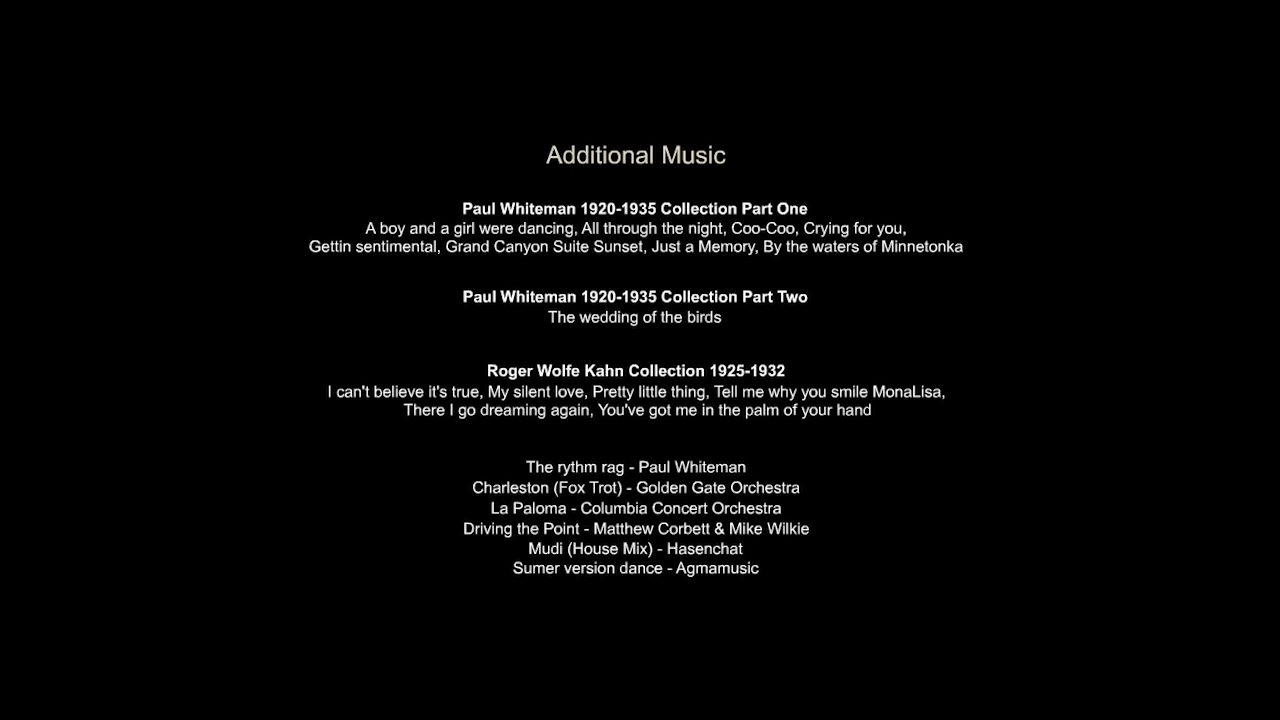 Additional Music
Paul Whiteman 1920-1935 Collection Part One
A boy and a girl were dancing, All through the night, Coo-Coo, Crying for you,
Gettin sentimental, Grand Canyon Suite Sunset, Just a Memory, By the waters of Minnetonka
Paul Whiteman 1920-1935 Collection Part Two
The wedding of the birds
Roger Wolfe Kahn Collection 1925-1932
I can't believe it's true, My silent love, Pretty little thing, Tell me why you smile MonaLisa,
There I go dreaming again, You've got me in the palm of your hand
The rythm rag - Paul Whiteman
Charleston (Fox Trot) - Golden Gate Orchestra
La Paloma - Columbia Concert Orchestra
Driving the Point - Matthew Corbett & Mike Wilkie
Mudi (House Mix) - Hasenchat
Sumer version dance - Agmamusic